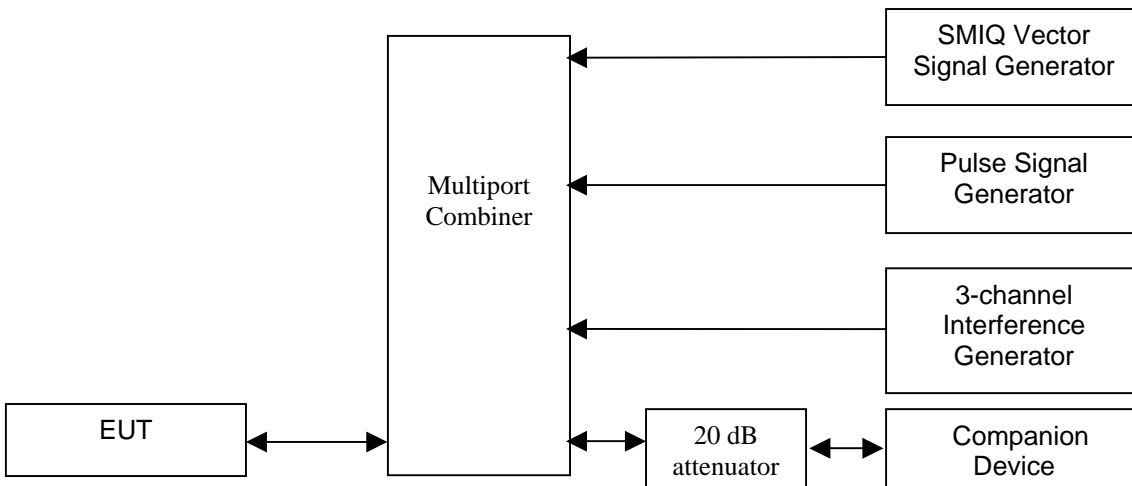 SMIQ Vector
Signal Generator
Pulse Signal
Generator
Multiport
Combiner
3-channel
Interference
Generator
EUT
20 dB
attenuator
Companion
Device